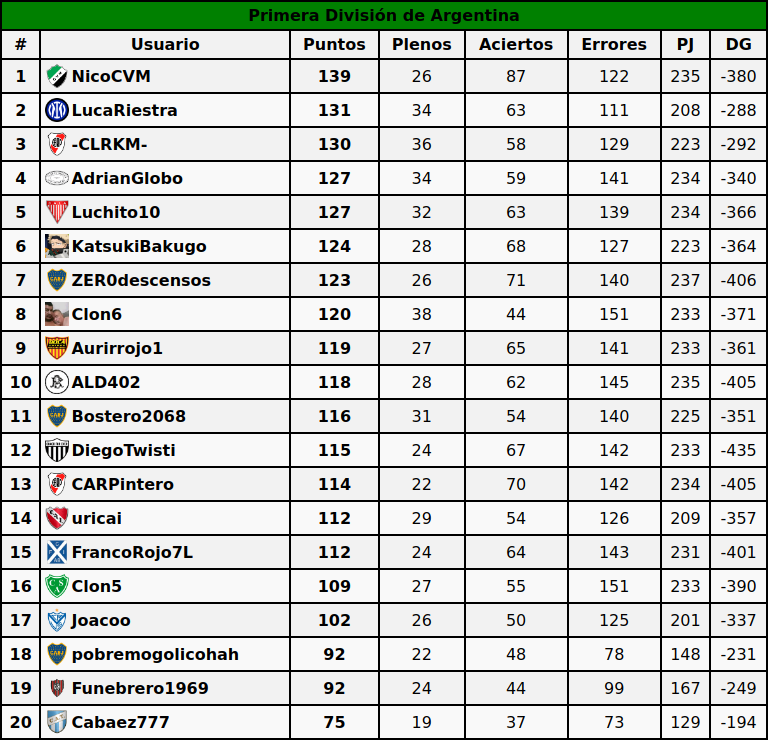 Primera División de Argentina
# Usuario Puntos Plenos Aciertos Errores PJ DG
1 NicoCVM 139 26 87 122 235 -380
2 LucaRiestra 131 34 63 111 208 -288
3 -CLRKM- 130 36 58 129 223 -292
4 AdrianGlobo 127 34 59 141 234 -340
5 Luchito10 127 32 63 139 234 -366
6 KatsukiBakugo 124 28 68 127 223 -364
7 ZER0descensos 123 26 71 140 237 -406
8 Clon6 120 38 44 151 233 -371
9 Aurirrojo1 119 27 65 141 233 -361
10 ALD402 118 28 62 145 235 -405
11 Bostero2068 116 31 54 140 225 -351
12 DiegoTwisti 115 24 67 142 233 -435
13 CARPintero 114 22 70 142 234 -405
14 uricai 112 29 54 126 209 -357
15 FrancoRojo7L 112 24 64 143 231 -401
16 Clon5 109 27 55 151 233 -390
17 Joacoo 102 26 50 125 201 -337
18 pobremogolicohah 92 22 48 78 148 -231
19 Funebrero1969 92 24 44 99 167 -249
20 Cabaez777 75 19 37 73 129 -194